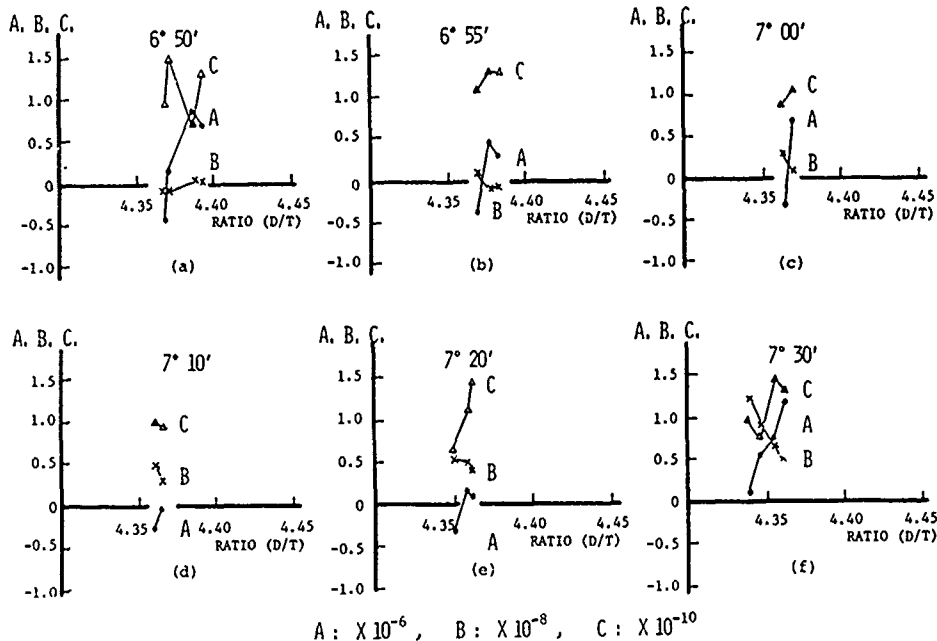 A. B. C.
6° 50'
1.5
1.0
0.5
0
-0.5
-1.0
C
A
B
4.35
4.40
4.45
RATIO (D/T)
(a)
A. B. C.
6° 55'
1.5
1.0
0.5
0
-0.5
-1.0
C
A
B
4.35
4.40
4.45
RATIO (D/T)
(b)
A. B. C.
7° 00'
1.5
1.0
0.5
0
-0.5
-1.0
C
A
B
4.35
4.40
4.45
RATIO (D/T)
(c)
A. B. C.
7° 10'
1.5
1.0
0.5
0
-0.5
-1.0
C
B
A
4.35
4.40
4.45
RATIO (D/T)
(d)
A. B. C.
7° 20'
1.5
1.0
0.5
0
-0.5
-1.0
C
B
A
4.35
4.40
4.45
RATIO (D/T)
(e)
A. B. C.
7° 30'
1.5
1.0
0.5
0
-0.5
-1.0
C
A
B
4.35
4.40
4.45
RATIO (D/T)
(f)
A : X 10⁻⁶ , B : X 10⁻⁸ , C : X 10⁻¹⁰